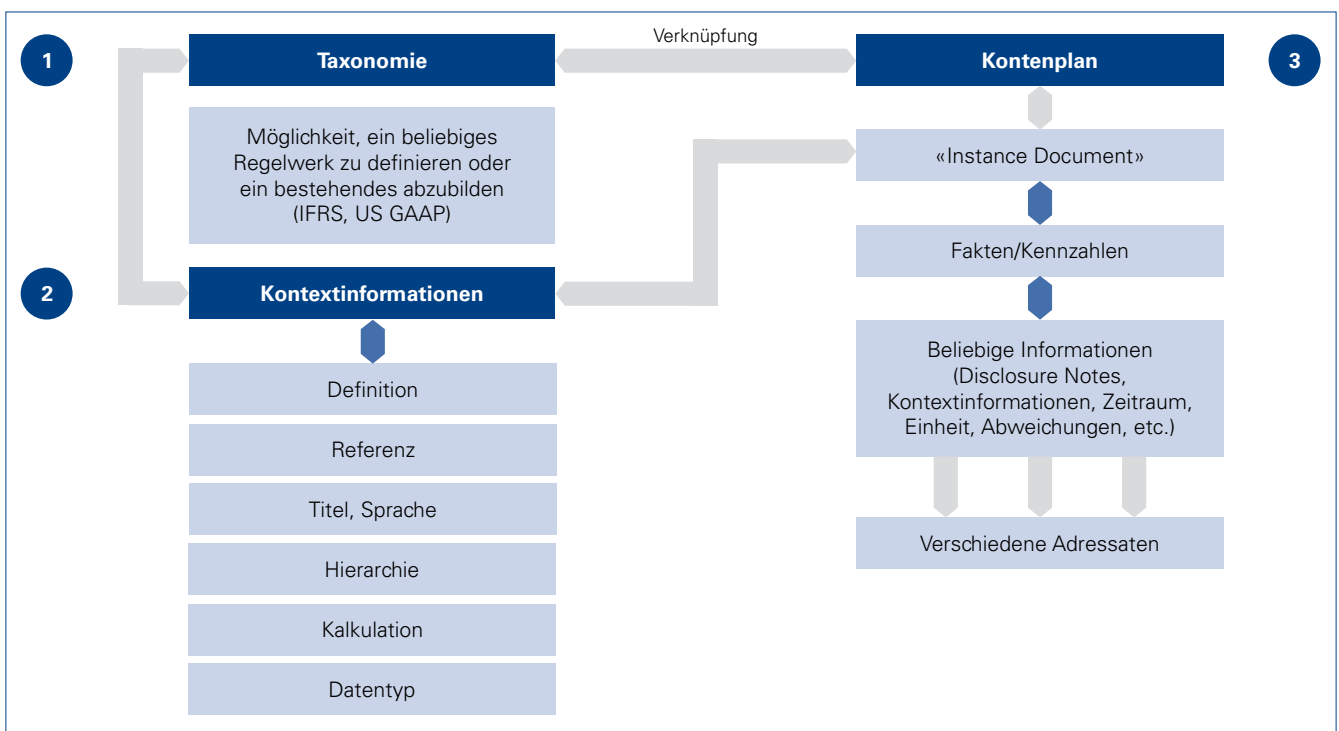 1
Taxonomie
Verknüpfung
Kontenplan
3
Möglichkeit, ein beliebiges
Regelwerk zu definieren oder
ein bestehendes abzubilden
(IFRS, US GAAP)
«Instance Document»
Fakten/Kennzahlen
2
Kontextinformationen
Beliebige Informationen
(Disclosure Notes,
Kontextinformationen, Zeitraum,
Einheit, Abweichungen, etc.)
Definition
Referenz
Titel, Sprache
Hierarchie
Kalkulation
Datentyp
Verschiedene Adressaten